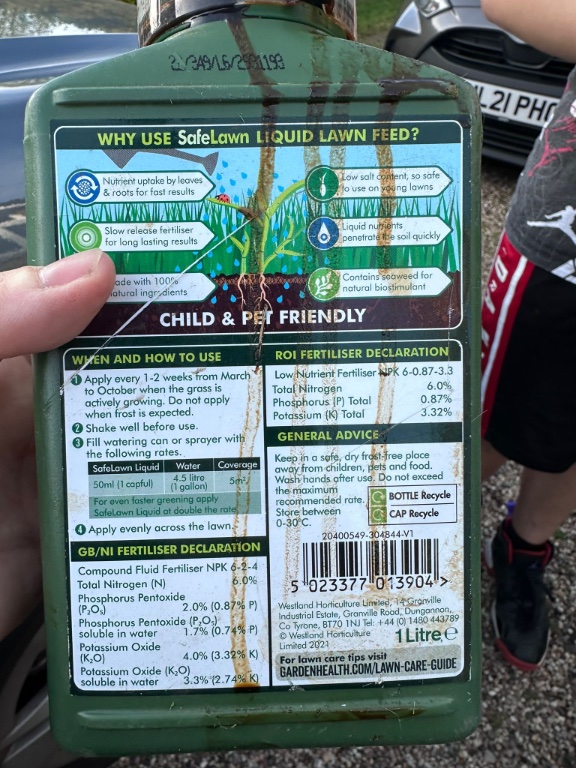 WHY USE SafeLawn LIQUID LAWN FEED?
Nutrient uptake by leaves
& roots for fast results
Low salt content, so safe
to use on young lawns
Slow release fertiliser
for long lasting results
Liquid nutrients
penetrate the soil quickly
made with 100%
natural ingredients
Contains seaweed for
natural biostimulant
CHILD & PET FRIENDLY
WHEN AND HOW TO USE
1 Apply every 1-2 weeks from March
to October when the grass is
actively growing. Do not apply
when frost is expected.
2 Shake well before use.
3 Fill watering can or sprayer with
the following rates.
SafeLawn Liquid Water Coverage
50ml (1 capful) 4.5 litre (1 gallon) 5m²
For even faster greening apply
SafeLawn Liquid at double the rate
4 Apply evenly across the lawn.
GB/NI FERTILISER DECLARATION
Compound Fluid Fertiliser NPK 6-2-4
Total Nitrogen (N) 6.0%
Phosphorus Pentoxide
(P₂O₅) 2.0% (0.87% P)
Phosphorus Pentoxide (P₂O₅)
soluble in water 1.7% (0.74% P)
Potassium Oxide
(K₂O) 4.0% (3.32% K)
Potassium Oxide (K₂O)
soluble in water 3.3% (2.74% K)
ROI FERTILISER DECLARATION
Low Nutrient Fertiliser NPK 6-0.87-3.3
Total Nitrogen 6.0%
Phosphorus (P) Total 0.87%
Potassium (K) Total 3.32%
GENERAL ADVICE
Keep in a safe, dry frost-free place
away from children, pets and food.
Wash hands after use. Do not exceed
the maximum
recommended rate.
Store between
0-30°C.
BOTTLE Recycle
CAP Recycle
20400549-304844-V1
5 023377 013904 >
Westland Horticulture Limited, 14 Granville
Industrial Estate, Granville Road, Dungannon,
Co Tyrone, BT70 1NJ Tel: +44 (0) 1480 443789
© Westland Horticulture
Limited 2021
1 Litre e
For lawn care tips visit
GARDENHEALTH.COM/LAWN-CARE-GUIDE
L21 PHO